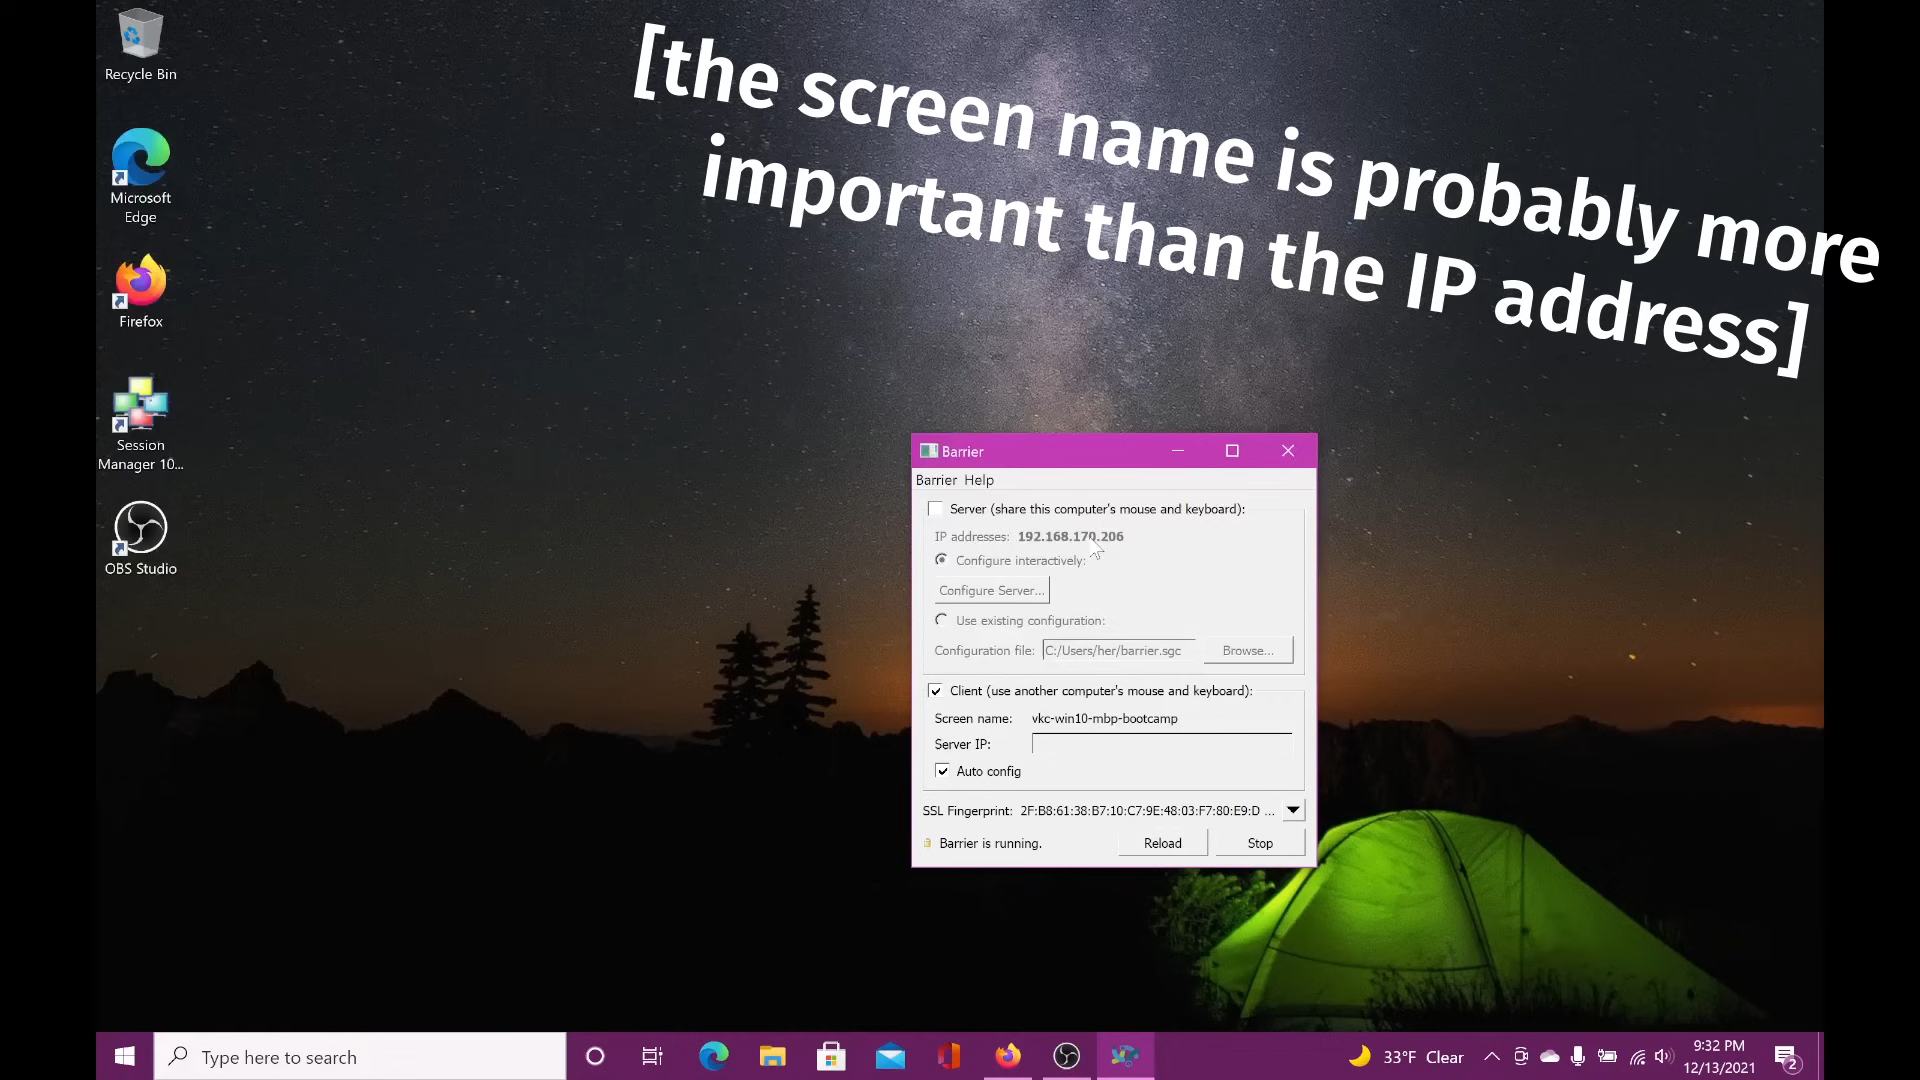 Recycle Bin
Microsoft
Edge
Firefox
Session
Manager 10...
OBS Studio
[the screen name is probably more
important than the IP address]
Barrier
Barrier Help
Server (share this computer's mouse and keyboard):
IP addresses: 192.168.170.206
Configure interactively:
Configure Server...
Use existing configuration:
Configuration file: C:/Users/her/barrier.sgc Browse...
Client (use another computer's mouse and keyboard):
Screen name: vkc-win10-mbp-bootcamp
Server IP:
Auto config
SSL Fingerprint: 2F:B8:61:38:B7:10:C7:9E:48:03:F7:80:E9:D ...
Barrier is running. Reload Stop
Type here to search
33°F Clear
9:32 PM
12/13/2021
2